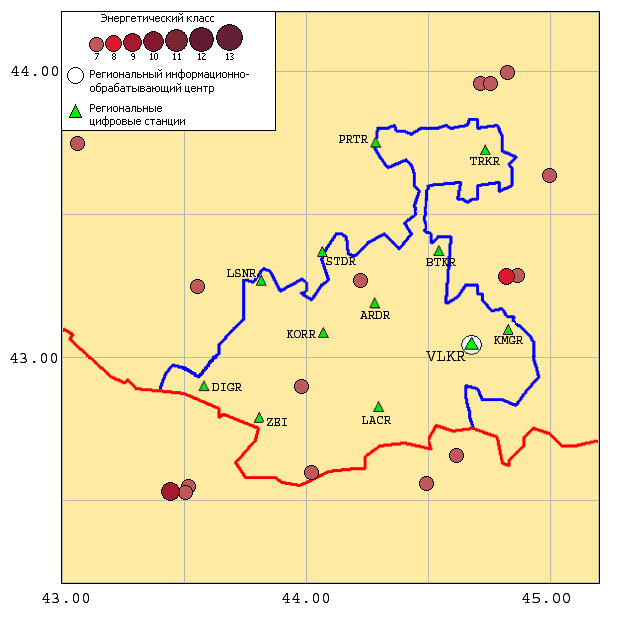 Энергетический класс
7 8 9 10 11 12 13
Региональный информационно-
обрабатывающий центр
Региональные
цифровые станции
44.00
PRTR
TRKR
STDR
BTKR
LSNR
ARDR
KORR
KMGR
VLKR
43.00
DIGR
ZEI
LACR
43.00 44.00 45.00